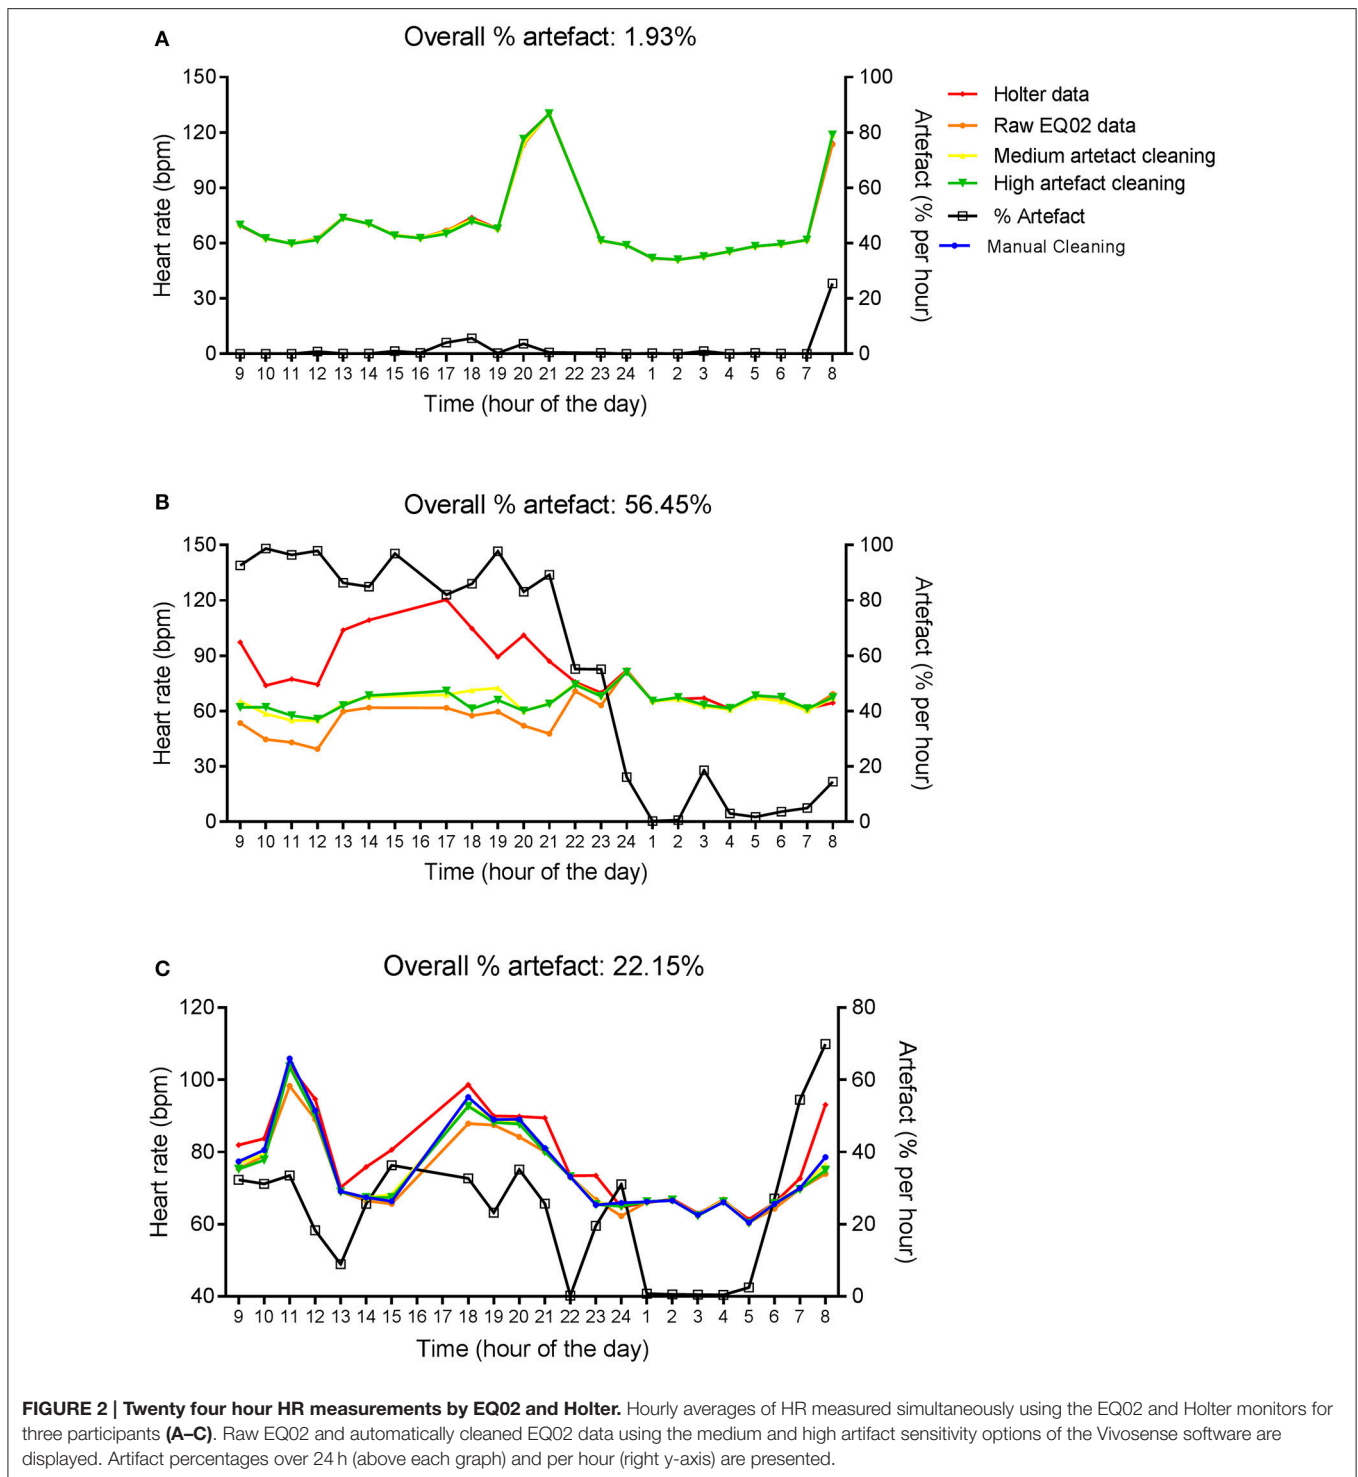 A
Overall % artefact: 1.93%
150
120
90
60
30
0
100
80
60
40
20
0
Heart rate (bpm)
Artefact (% per hour)
9 10 11 12 13 14 15 16 17 18 19 20 21 22 23 24 1 2 3 4 5 6 7 8
Time (hour of the day)
Holter data
Raw EQ02 data
Medium artetact cleaning
High artefact cleaning
% Artefact
Manual Cleaning
B
Overall % artefact: 56.45%
150
120
90
60
30
0
100
80
60
40
20
0
Heart rate (bpm)
Artefact (% per hour)
9 10 11 12 13 14 15 16 17 18 19 20 21 22 23 24 1 2 3 4 5 6 7 8
Time (hour of the day)
C
Overall % artefact: 22.15%
120
100
80
60
40
80
60
40
20
0
Heart rate (bpm)
Artefact (% per hour)
9 10 11 12 13 14 15 16 17 18 19 20 21 22 23 24 1 2 3 4 5 6 7 8
Time (hour of the day)
FIGURE 2 | Twenty four hour HR measurements by EQ02 and Holter. Hourly averages of HR measured simultaneously using the EQ02 and Holter monitors for
three participants (A–C). Raw EQ02 and automatically cleaned EQ02 data using the medium and high artifact sensitivity options of the Vivosense software are
displayed. Artifact percentages over 24 h (above each graph) and per hour (right y-axis) are presented.